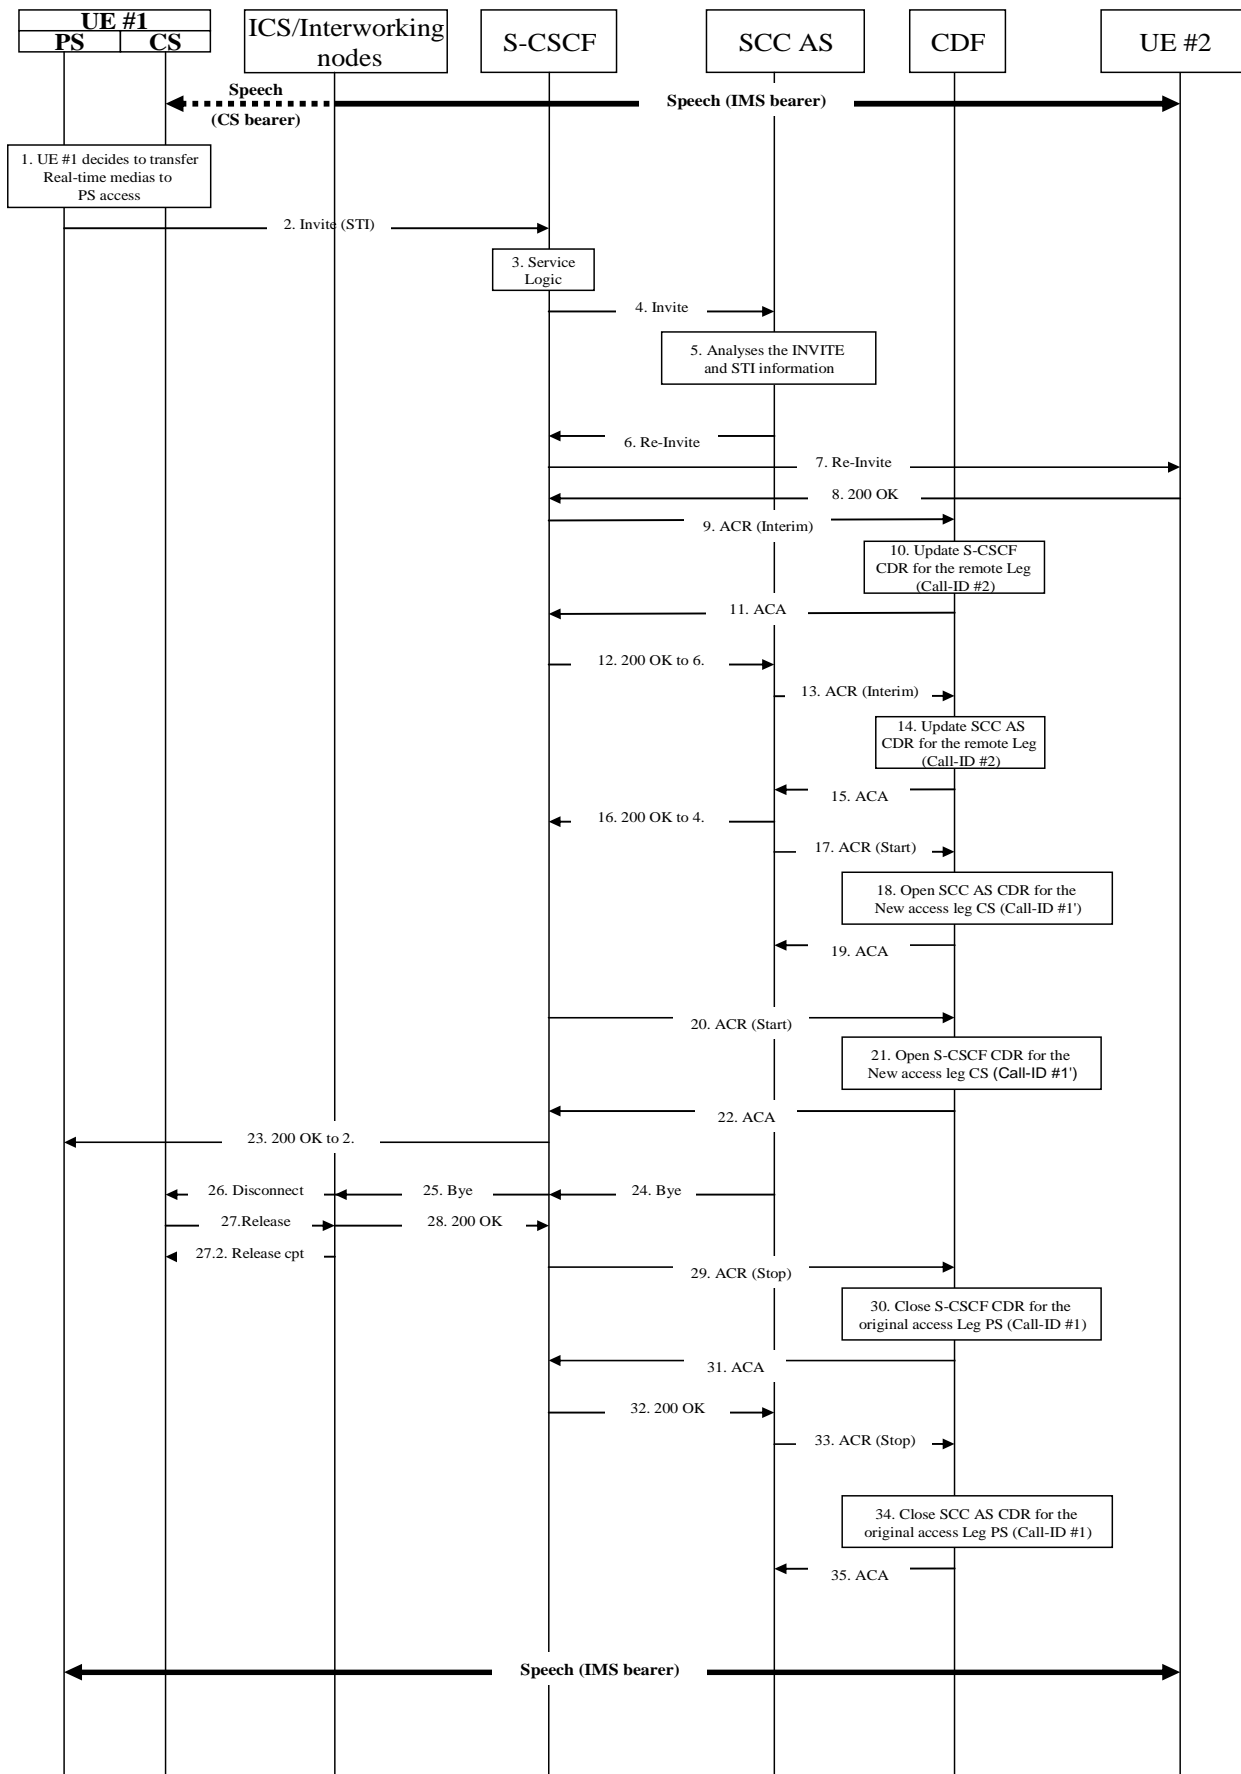 UE #1
PS CS
ICS/Interworking
nodes
S-CSCF
SCC AS
CDF
UE #2
Speech
(CS bearer)
Speech (IMS bearer)
1. UE #1 decides to transfer
Real-time medias to
PS access
2. Invite (STI)
3. Service
Logic
4. Invite
5. Analyses the INVITE
and STI information
6. Re-Invite
7. Re-Invite
8. 200 OK
9. ACR (Interim)
10. Update S-CSCF
CDR for the remote Leg
(Call-ID #2)
11. ACA
12. 200 OK to 6.
13. ACR (Interim)
14. Update SCC AS
CDR for the remote Leg
(Call-ID #2)
15. ACA
16. 200 OK to 4.
17. ACR (Start)
18. Open SCC AS CDR for the
New access leg CS (Call-ID #1')
19. ACA
20. ACR (Start)
21. Open S-CSCF CDR for the
New access leg CS (Call-ID #1')
22. ACA
23. 200 OK to 2.
24. Bye
25. Bye
26. Disconnect
27.Release
28. 200 OK
27.2. Release cpt
29. ACR (Stop)
30. Close S-CSCF CDR for the
original access Leg PS (Call-ID #1)
31. ACA
32. 200 OK
33. ACR (Stop)
34. Close SCC AS CDR for the
original access Leg PS (Call-ID #1)
35. ACA
Speech (IMS bearer)